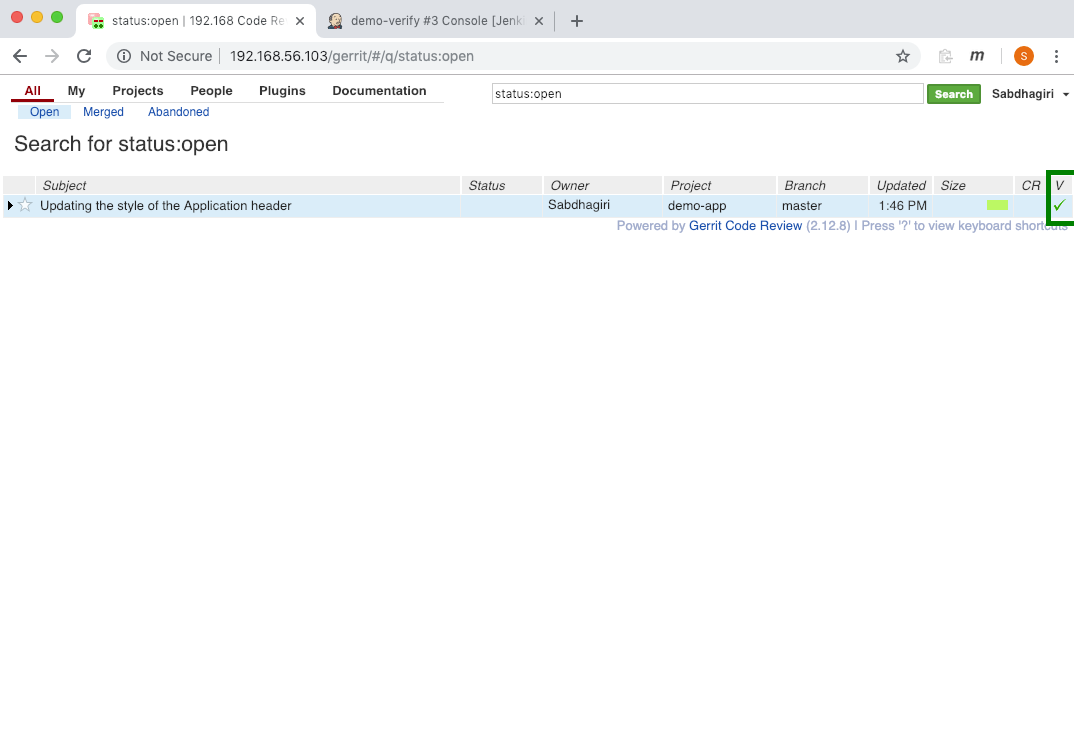 status:open | 192.168 Code Re
demo-verify #3 Console [Jenki
Not Secure 192.168.56.103/gerrit/#/q/status:open m S
All My Projects People Plugins Documentation status:open Search Sabdhagiri
Open Merged Abandoned
Search for status:open
Subject Status Owner Project Branch Updated Size CR V
Updating the style of the Application header Sabdhagiri demo-app master 1:46 PM
Powered by Gerrit Code Review (2.12.8) | Press '?' to view keyboard shortcuts